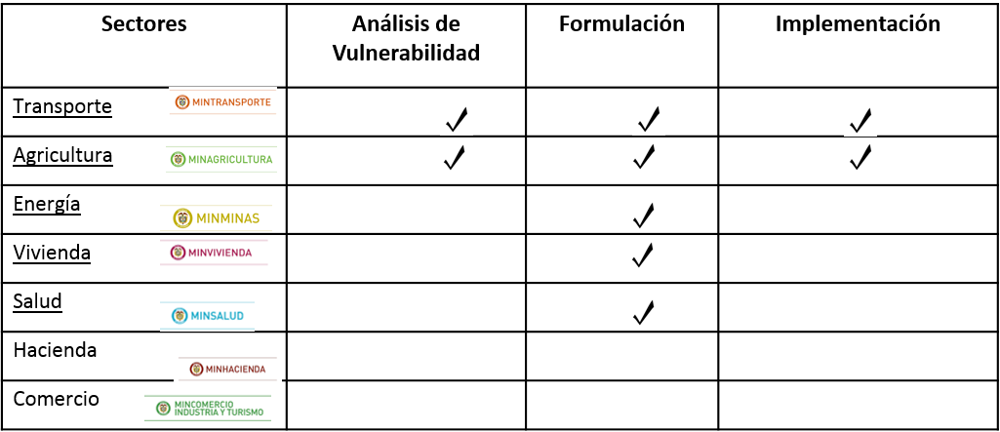 Sectores
Análisis de
Vulnerabilidad
Formulación
Implementación
Transporte
MINTRANSPORTE
✓ ✓ ✓
Agricultura
MINAGRICULTURA
✓ ✓ ✓
Energía
MINMINAS
✓
Vivienda
MINVIVIENDA
✓
Salud
MINSALUD
✓
Hacienda
MINHACIENDA
Comercio
MINCOMERCIO
INDUSTRIA Y TURISMO